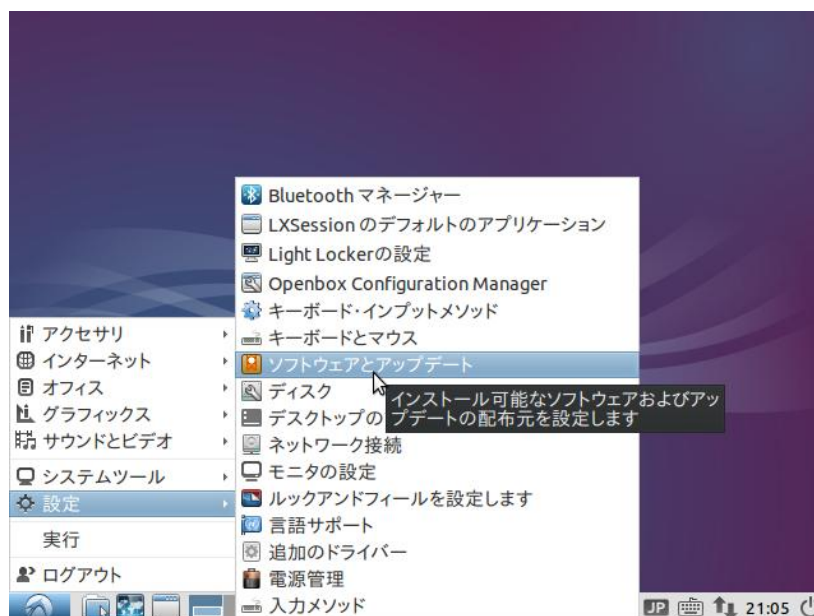 Bluetooth マネージャー
LXSession のデフォルトのアプリケーション
Light Lockerの設定
Openbox Configuration Manager
キーボード・インプットメソッド
キーボードとマウス
ソフトウェアとアップデート
ディスク
デスクトップの
ネットワーク接続
モニタの設定
ルックアンドフィールを設定します
言語サポート
追加のドライバー
電源管理
入力メソッド
インストール可能なソフトウェアおよびアッ
プデートの配布元を設定します
アクセサリ
インターネット
オフィス
グラフィックス
サウンドとビデオ
システムツール
設定
実行
ログアウト
JP
21:05